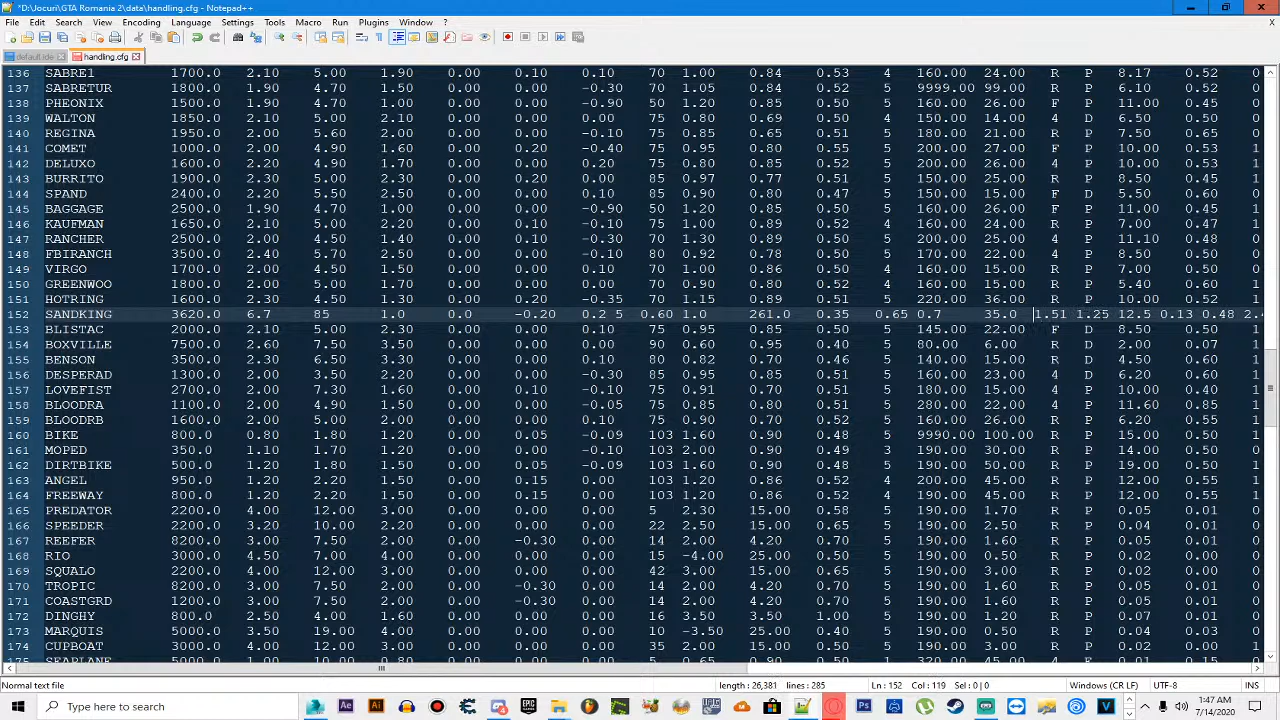 *D:\Jocuri\GTA Romania 2\data\handling.cfg - Notepad++
File Edit Search View Encoding Language Settings Tools Macro Run Plugins Window ?
X
default.ide handling.cfg
136 SABRE1 1700.0 2.10 5.00 1.90 0.00 0.10 0.10 70 1.00 0.84 0.53 4 160.00 24.00 R P 8.17 0.52 0
137 SABRETUR 1800.0 1.90 4.70 1.50 0.00 0.00 -0.30 70 1.05 0.84 0.52 5 9999.00 99.00 R P 6.10 0.52 0
138 PHEONIX 1500.0 1.90 4.70 1.50 0.00 0.00 -0.90 50 1.20 0.85 0.50 5 160.00 26.00 F P 11.00 0.45 0
139 WALTON 1850.0 2.10 5.00 2.10 0.00 0.00 0.00 75 0.80 0.69 0.50 4 150.00 14.00 4 D 6.50 0.50 0
140 REGINA 1950.0 2.00 5.60 2.00 0.00 0.00 -0.10 75 0.85 0.65 0.51 5 180.00 21.00 R P 7.50 0.65 0
141 COMET 1000.0 2.00 4.90 1.60 0.00 0.20 -0.40 75 0.95 0.80 0.51 5 200.00 27.00 F P 10.00 0.53 1
142 DELUXO 1600.0 2.20 4.90 1.70 0.00 0.00 0.20 75 0.80 0.85 0.52 5 200.00 26.00 4 P 10.00 0.53 1
143 BURRITO 1900.0 2.30 5.00 2.30 0.00 0.20 0.00 85 0.97 0.77 0.51 5 150.00 25.00 R P 8.50 0.45 1
144 SPAND 2400.0 2.20 5.50 2.50 0.00 0.00 0.10 85 0.90 0.80 0.47 5 150.00 15.00 F D 5.50 0.60 0
145 BAGGAGE 2500.0 1.90 4.70 1.0 0.00 0.00 -0.90 50 1.20 0.85 0.50 5 160.00 26.00 F P 11.00 0.45 1
146 KAUFMAN 1650.0 2.10 5.00 2.20 0.00 0.10 -0.10 75 1.00 0.89 0.50 4 160.00 24.00 R P 7.00 0.47 1
147 RANCHER 2500.0 2.00 4.50 1.40 0.00 0.10 -0.30 70 1.30 0.89 0.50 5 200.00 25.00 4 P 11.10 0.48 0
148 FBIRANCH 3500.0 2.40 5.70 2.50 0.00 0.00 -0.10 80 0.92 0.78 0.50 5 170.00 22.00 4 P 8.50 0.50 0
149 VIRGO 1700.0 2.00 4.50 1.50 0.00 0.00 0.10 70 1.00 0.86 0.50 4 160.00 15.00 R P 7.00 0.50 0
150 GREENWOO 1800.0 2.00 4.50 1.60 0.00 0.00 0.00 70 1.00 0.80 0.50 4 160.00 15.00 R P 5.40 0.60 0
151 HOTRING 1600.0 2.30 4.50 1.30 0.00 0.20 -0.35 70 1.15 0.89 0.51 5 220.00 36.00 R P 10.00 0.52 1
152 SANDKING 3620.0 6.7 85 1.0 0.0 -0.20 0.2 5 0.60 1.0 261.0 0.35 0.65 0.7 35.0 1.51 1.25 12.5 0.13 0.48 2.
153 BLISTAC 2000.0 2.10 5.00 2.30 0.00 0.00 -0.10 75 0.95 0.85 0.50 5 145.00 22.00 F D 8.50 0.50 0
154 BOXVILLE 7500.0 2.60 7.50 3.00 0.00 0.00 0.00 90 0.60 0.95 0.40 5 80.00 6.00 R D 2.00 0.07 1
155 BENSON 3500.0 2.30 6.50 3.30 0.00 0.00 0.00 80 0.82 0.70 0.46 5 140.00 15.00 R D 4.50 0.60 1
156 DESPERAD 1300.0 2.00 3.50 2.00 0.00 0.00 -0.30 85 0.95 0.85 0.51 5 160.00 23.00 4 D 6.20 0.60 1
157 LOVEFIST 2700.0 2.00 7.30 1.60 0.00 0.10 -0.10 75 0.91 0.70 0.51 5 180.00 22.00 4 P 10.00 0.40 1
158 BLOODRA 1100.0 2.00 4.90 1.50 0.00 0.00 -0.05 75 0.85 0.80 0.51 5 280.00 22.00 4 P 11.60 0.85 1
159 BLOODRB 1600.0 2.00 5.00 1.60 0.00 0.00 0.10 75 0.90 0.75 0.52 5 160.00 26.00 R P 6.20 0.55 1
160 BIKE 800.0 0.80 1.80 1.20 0.00 0.05 -0.09 103 1.60 0.90 0.48 5 9990.00 100.00 R P 15.00 0.50 1
161 MOPED 350.0 1.10 1.70 1.20 0.00 0.00 -0.10 103 2.00 0.90 0.49 3 190.00 30.00 R P 14.00 0.50 1
162 DIRTBIKE 500.0 1.20 1.80 1.50 0.00 0.05 -0.09 103 1.60 0.90 0.48 5 190.00 50.00 R P 19.00 0.50 1
163 ANGEL 950.0 1.20 2.20 1.50 0.00 0.15 0.00 103 1.20 0.86 0.52 4 200.00 45.00 R P 12.00 0.50 1
164 FREEWAY 800.0 1.20 2.20 1.20 0.00 0.15 0.00 103 1.20 0.86 0.52 4 190.00 45.00 R P 12.00 0.55 1
165 PREDATOR 2200.0 4.00 12.00 3.00 0.00 0.00 0.00 5 2.30 15.00 0.58 5 190.00 1.70 R P 0.05 0.01 0
166 SPEEDER 2200.0 3.20 10.00 2.20 0.00 0.00 0.00 22 2.50 15.00 0.65 5 190.00 2.50 R P 0.04 0.01 0
167 REEFER 8200.0 3.00 7.50 2.00 0.00 -0.30 0.00 14 2.00 4.20 0.70 5 190.00 1.60 R P 0.05 0.01 0
168 RIO 3000.0 4.50 7.00 4.00 0.00 0.00 0.00 15 -4.00 25.00 0.50 5 190.00 0.50 R P 0.02 0.00 0
169 SQUALO 2200.0 4.00 12.00 3.00 0.00 0.00 0.00 42 3.00 15.00 0.65 5 190.00 4.00 R P 0.02 0.00 0
170 TROPIC 8200.0 3.00 7.50 2.00 0.00 -0.30 0.00 14 2.00 4.20 0.70 5 190.00 1.60 R P 0.05 0.01 0
171 COASTGRD 1200.0 3.00 7.50 2.00 0.00 -0.30 0.00 14 2.00 4.20 0.70 5 190.00 1.60 R P 0.05 0.01 0
172 DINGHY 800.0 2.50 4.00 1.60 0.00 0.00 0.00 16 3.50 3.50 1.00 5 190.00 1.60 R P 0.07 0.01 0
173 MARQUIS 5000.0 3.50 19.00 4.00 0.00 0.00 0.00 10 -3.50 25.00 0.40 5 190.00 0.50 R P 0.04 0.03 0
174 CUPBOAT 4000.0 4.00 12.00 3.00 0.00 0.00 0.00 35 2.00 15.00 0.50 5 190.00 3.00 R P 0.02 0.00 0
175 SEAPLANE 5000.0 1.00 10.00 0.80 0.00 0.00 0.00 5 0.65 0.90 0.50 1 320.00 45.00 4 E 0.01 0.15 0
Normal text file length : 26,381 lines : 285 Ln : 152 Col : 119 Sel : 0 | 0 Windows (CR LF) UTF-8 INS
Type here to search
1:47 AM
7/14/2020